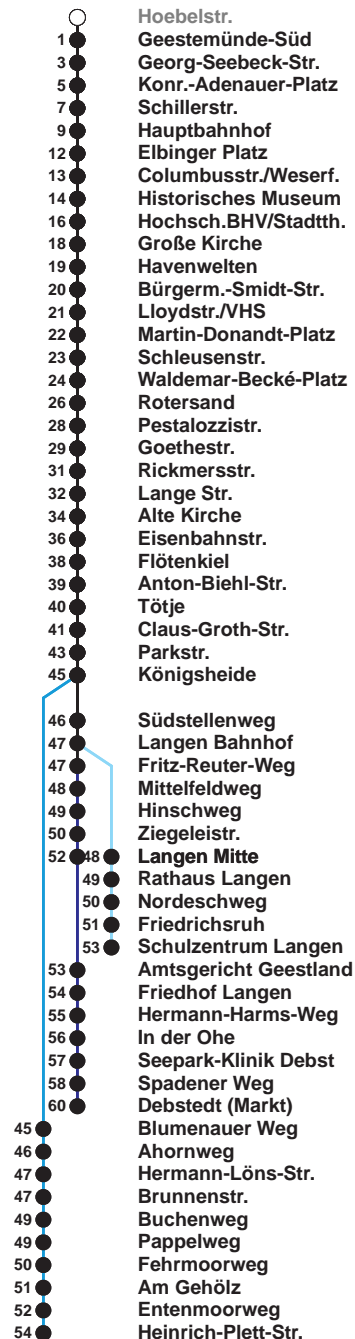 Hoebelstr.
1 Geestemünde-Süd
3 Georg-Seebeck-Str.
5 Konr.-Adenauer-Platz
7 Schillerstr.
9 Hauptbahnhof
12 Elbinger Platz
13 Columbusstr./Weserf.
14 Historisches Museum
16 Hochsch.BHV/Stadtth.
18 Große Kirche
19 Havenwelten
20 Bürgerm.-Smidt-Str.
21 Lloydstr./VHS
22 Martin-Donandt-Platz
23 Schleusenstr.
24 Waldemar-Becké-Platz
26 Rotersand
28 Pestalozzistr.
29 Goethestr.
31 Rickmersstr.
32 Lange Str.
34 Alte Kirche
36 Eisenbahnstr.
38 Flötenkiel
39 Anton-Biehl-Str.
40 Tötje
41 Claus-Groth-Str.
43 Parkstr.
45 Königsheide
46 Südstellenweg
47 Langen Bahnhof
47 Fritz-Reuter-Weg
48 Mittelfeldweg
49 Hinschweg
50 Ziegeleistr.
52 48 Langen Mitte
49 Rathaus Langen
50 Nordeschweg
51 Friedrichsruh
53 Schulzentrum Langen
53 Amtsgericht Geestland
54 Friedhof Langen
55 Hermann-Harms-Weg
56 In der Ohe
57 Seepark-Klinik Debst
58 Spadener Weg
60 Debstedt (Markt)
45 Blumenauer Weg
46 Ahornweg
47 Hermann-Löns-Str.
47 Brunnenstr.
49 Buchenweg
49 Pappelweg
50 Fehrmoorweg
51 Am Gehölz
52 Entenmoorweg
54 Heinrich-Plett-Str.